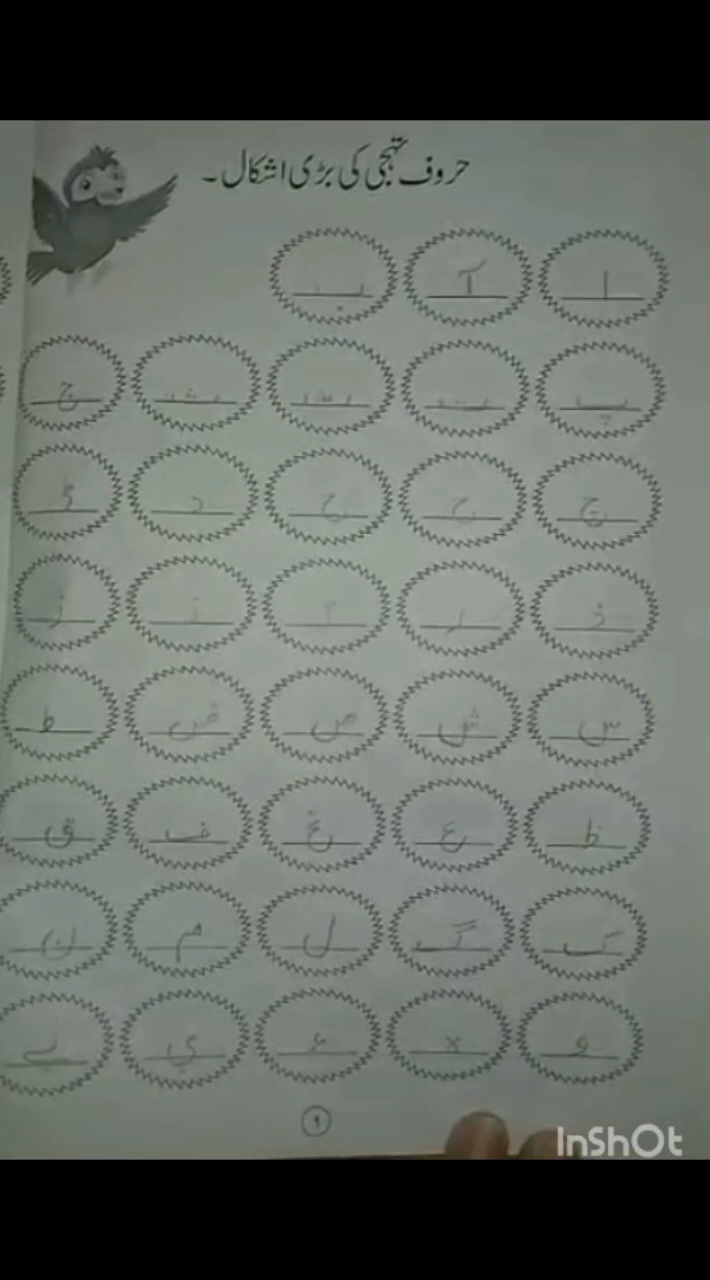 حروف تہجی کی بڑی اشکال۔
ا آ ب
پ ت ٹ ث ج
چ ح خ د ڈ
ذ ر ڑ ز ژ
س ش ص ض ط
ظ ع غ ف ق
ک گ ل م ن
و ء ی ے
۱
InShOt